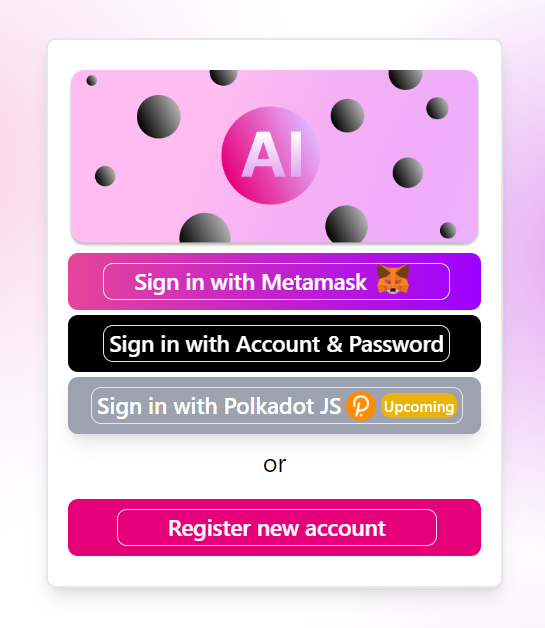 AI
Sign in with Metamask
Sign in with Account & Password
Sign in with Polkadot JS Upcoming
or
Register new account